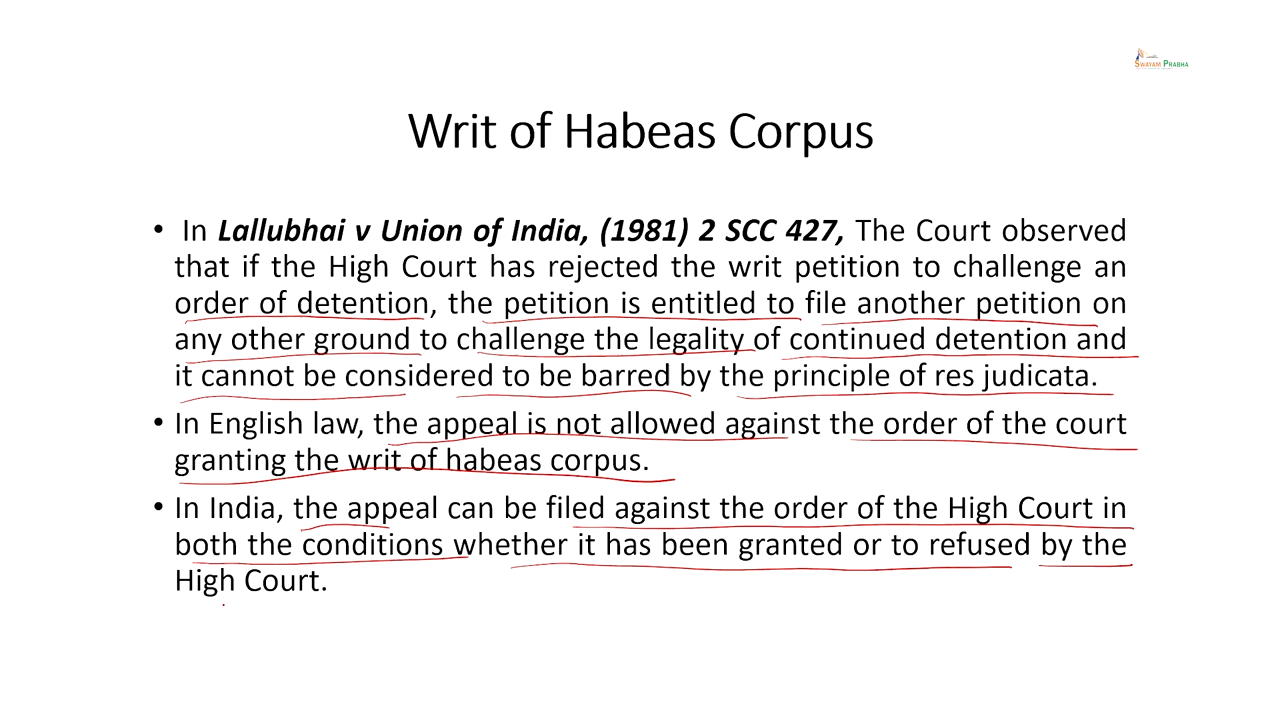 SWAYAM PRABHA
Writ of Habeas Corpus
• In Lallubhai v Union of India, (1981) 2 SCC 427, The Court observed
that if the High Court has rejected the writ petition to challenge an
order of detention, the petition is entitled to file another petition on
any other ground to challenge the legality of continued detention and
it cannot be considered to be barred by the principle of res judicata.
• In English law, the appeal is not allowed against the order of the court
granting the writ of habeas corpus.
• In India, the appeal can be filed against the order of the High Court in
both the conditions whether it has been granted or to refused by the
High Court.